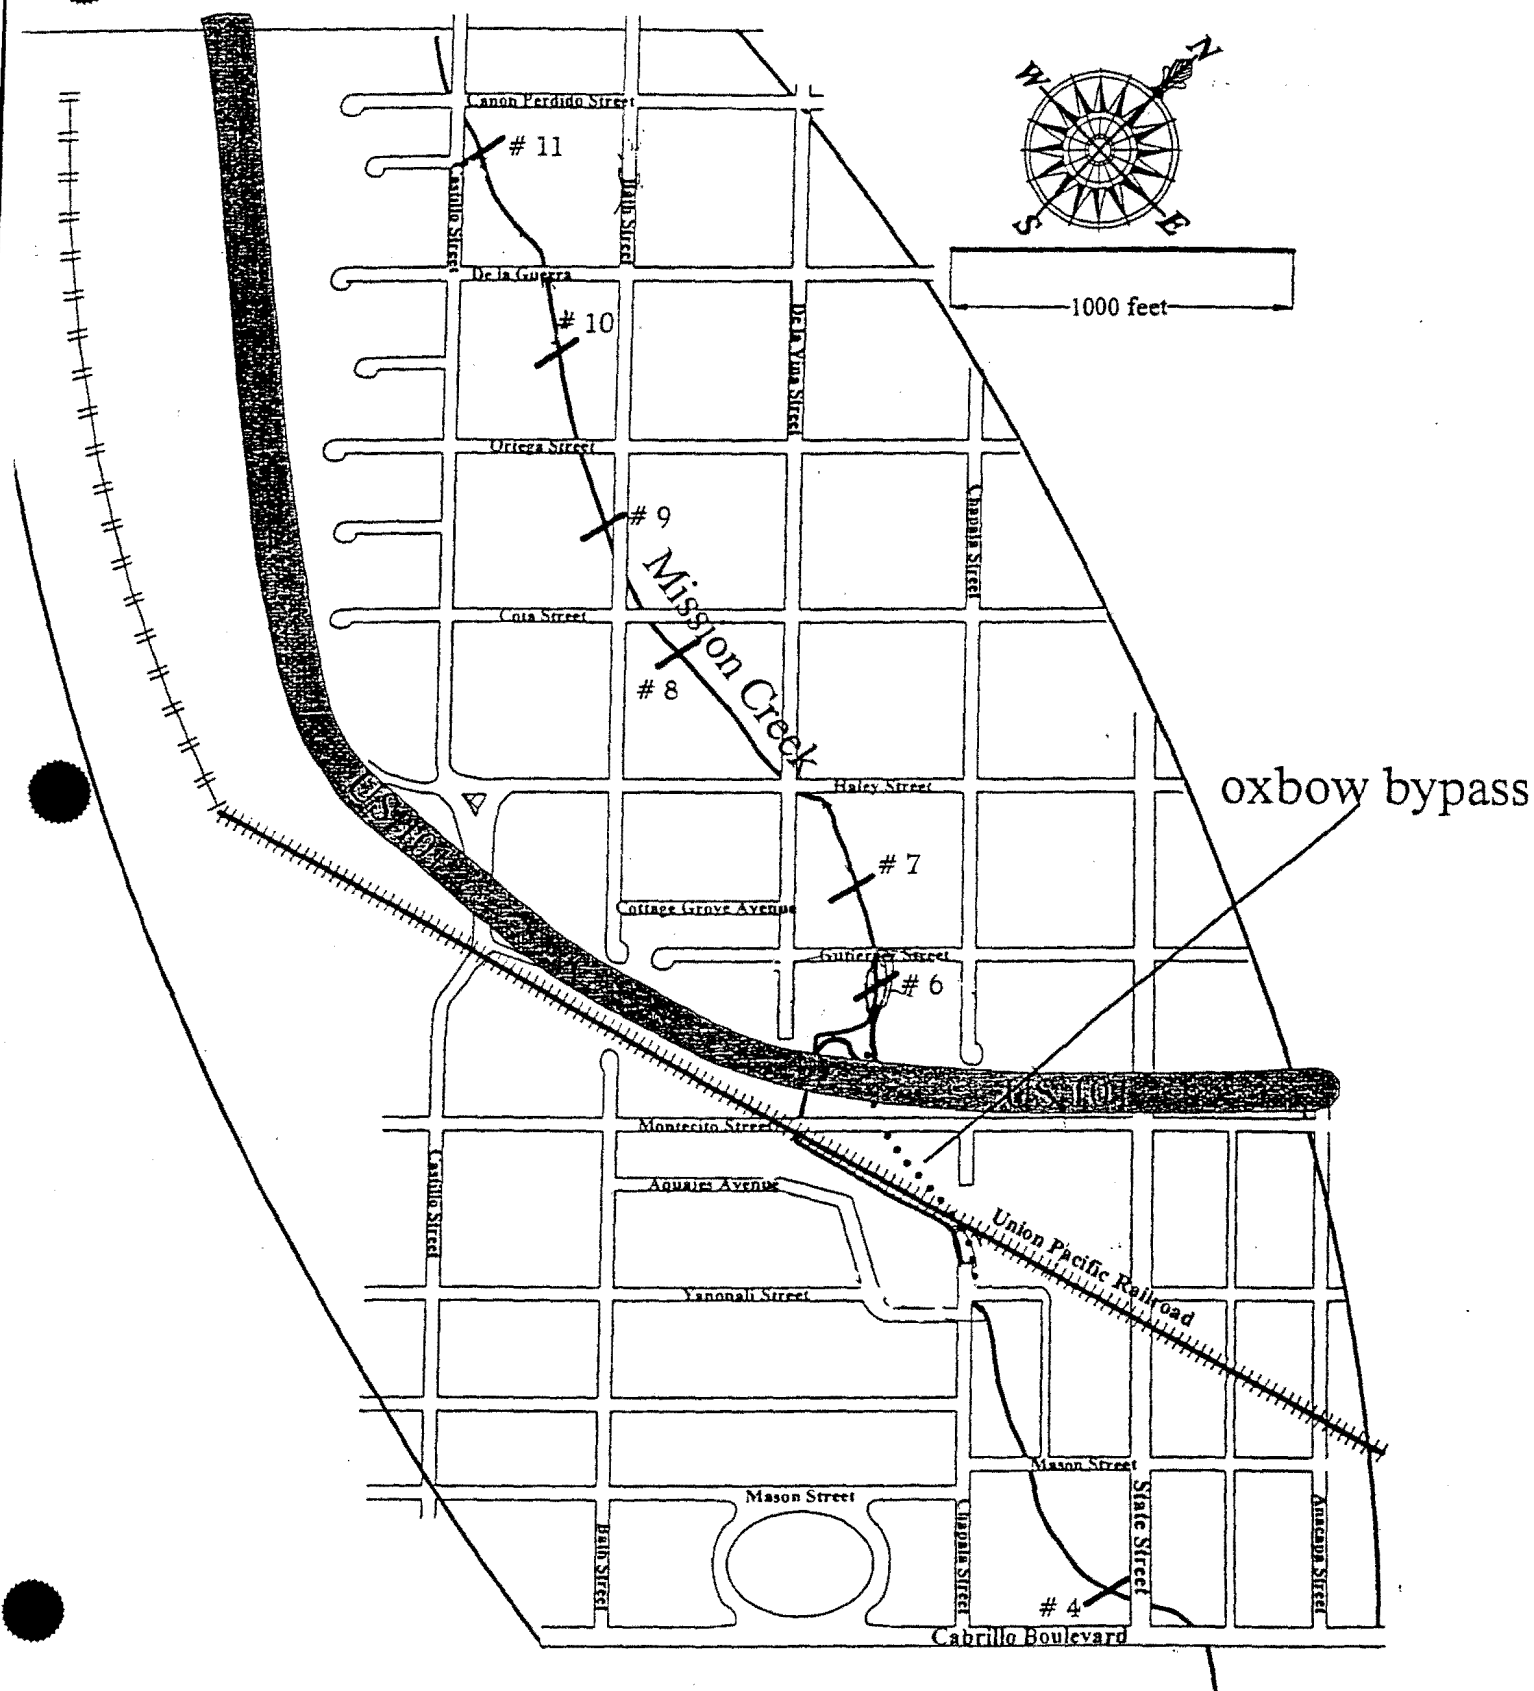 N
W
Canon Perdido Street
# 11
Castillo Street
Bath Street
S
E
De la Guerra
1000 feet
# 10
De la Vina Street
Ortega Street
Chapala Street
# 9
Mission Creek
Cota Street
# 8
Haley Street
oxbow bypass
US 101
# 7
Cottage Grove Avenue
Gutierrez Street
# 6
US 101
Montecito Street
Castillo Street
Aquajes Avenue
Union Pacific Railroad
Yanonali Street
Mason Street
Mason Street
State Street
Bath Street
Chapala Street
Anacapa Street
# 4
Cabrillo Boulevard